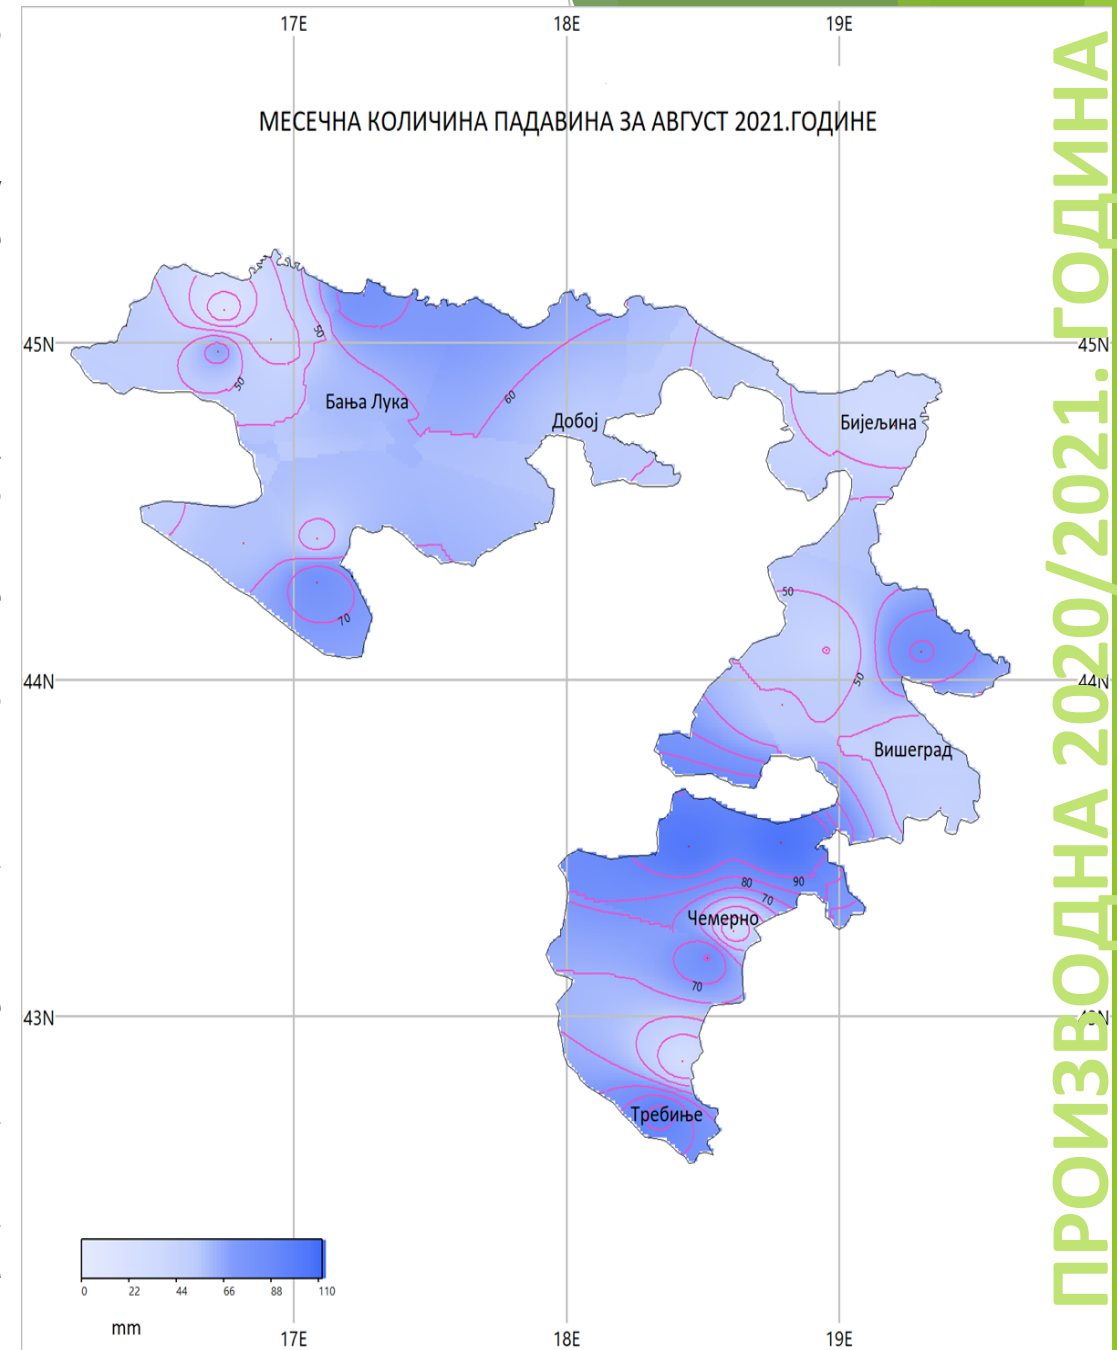 17E 18E 19E
МЕСЕЧНА КОЛИЧИНА ПАДАВИНА ЗА АВГУСТ 2021.ГОДИНЕ
50
45N 45N
50
Бања Лука
60
Добој
Бијељина
50
70
50
44N 44N
Вишеград
80 90
70
Чемерно
70
43N 43N
Требиње
0 22 44 66 88 110
mm
17E 18E 19E
ПРОИЗВОДНА 2020/2021. ГОДИНА